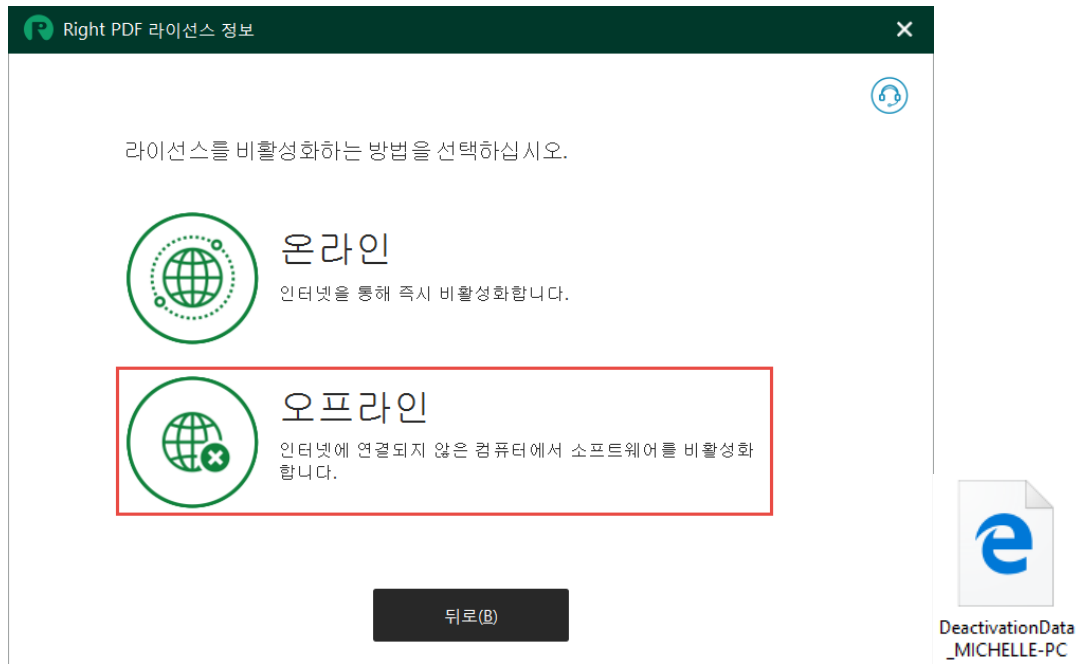 Right PDF 라이선스 정보
라이선스를 비활성화하는 방법을 선택하십시오.
온라인
인터넷을 통해 즉시 비활성화합니다.
오프라인
인터넷에 연결되지 않은 컴퓨터에서 소프트웨어를 비활성화
합니다.
뒤로(B)
DeactivationData
_MICHELLE-PC